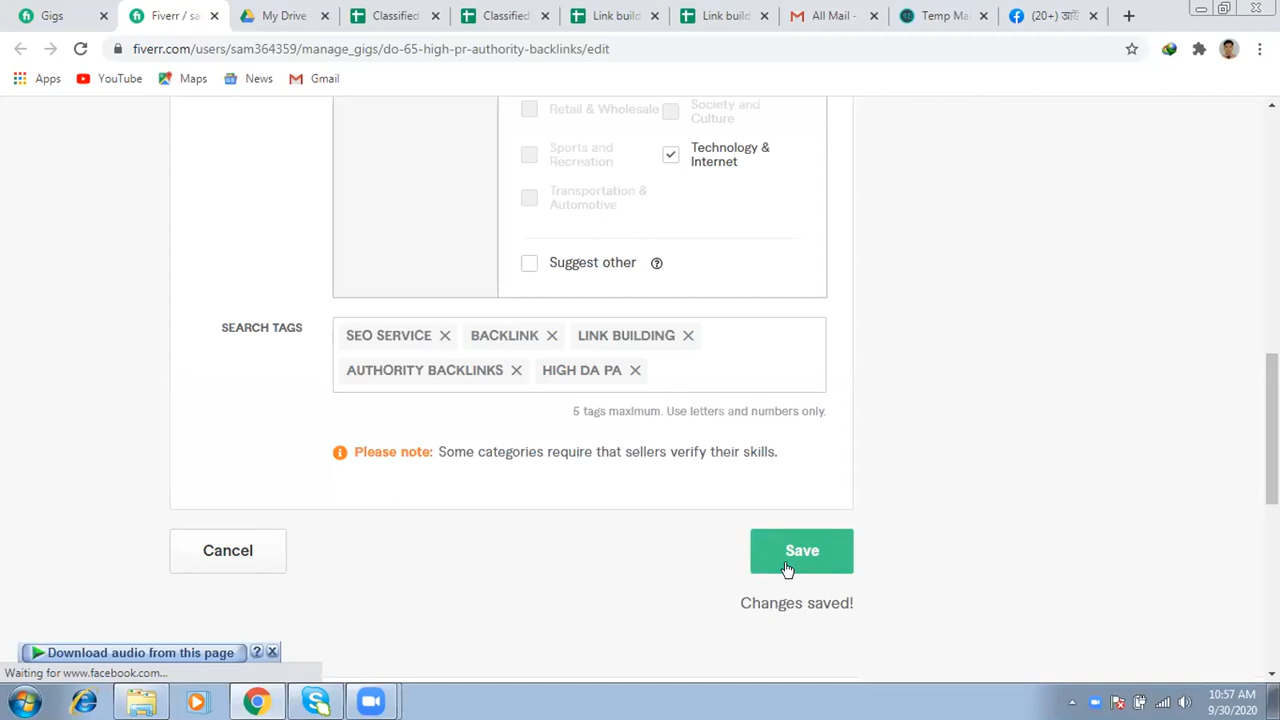 Gigs
Fiverr / sa
My Drive
Classified
Classified
Link build
Link build
All Mail -
Temp Ma
(20+)
fiverr.com/users/sam364359/manage_gigs/do-65-high-pr-authority-backlinks/edit
Apps
YouTube
Maps
News
Gmail
Retail & Wholesale
Society and
Culture
Sports and
Recreation
Technology &
Internet
Transportation &
Automotive
Suggest other
SEARCH TAGS
SEO SERVICE
BACKLINK
LINK BUILDING
AUTHORITY BACKLINKS
HIGH DA PA
5 tags maximum. Use letters and numbers only.
Please note: Some categories require that sellers verify their skills.
Cancel
Save
Changes saved!
Download audio from this page
Waiting for www.facebook.com...
10:57 AM
9/30/2020